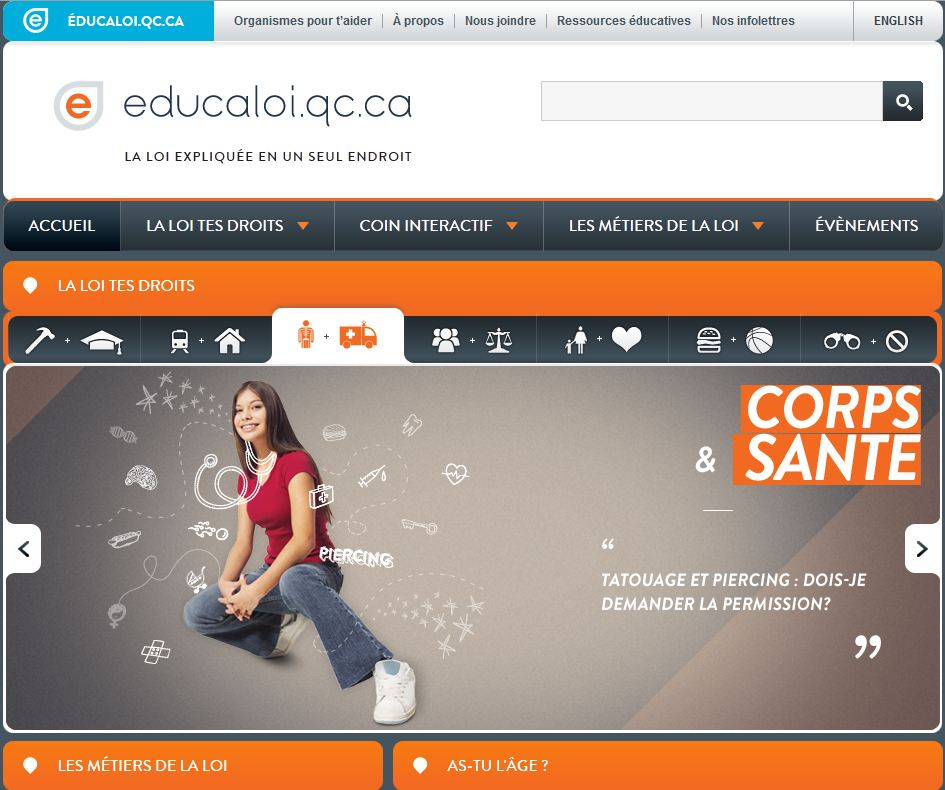 ÉDUCALOI.QC.CA
Organismes pour t'aider | À propos | Nous joindre | Ressources éducatives | Nos infolettres
ENGLISH
e educaloi.qc.ca
LA LOI EXPLIQUÉE EN UN SEUL ENDROIT
ACCUEIL
LA LOI TES DROITS
COIN INTERACTIF
LES MÉTIERS DE LA LOI
ÉVÈNEMENTS
LA LOI TES DROITS
CORPS
& SANTE
“
TATOUAGE ET PIERCING : DOIS-JE
DEMANDER LA PERMISSION?
”
PIERCING
LES MÉTIERS DE LA LOI
AS-TU L'ÂGE ?